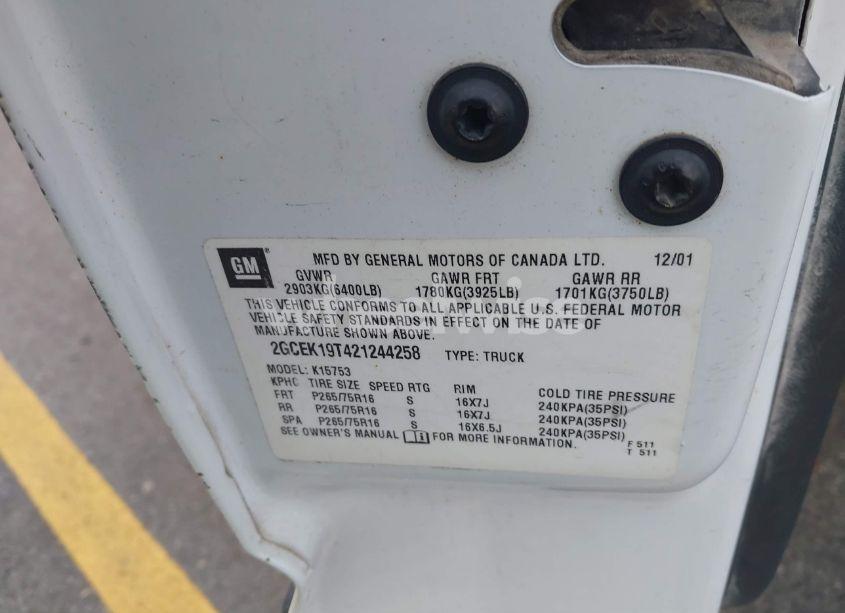 GM MFD BY GENERAL MOTORS OF CANADA LTD. 12/01
GVWR GAWR FRT GAWR RR
2903KG(6400LB) 1780KG(3925LB) 1701KG(3750LB)
THIS VEHICLE CONFORMS TO ALL APPLICABLE U.S. FEDERAL MOTOR
VEHICLE SAFETY STANDARDS IN EFFECT ON THE DATE OF
MANUFACTURE SHOWN ABOVE.
2GCEK19T421244258 TYPE: TRUCK
MODEL: K15753
KPHC TIRE SIZE SPEED RTG RIM COLD TIRE PRESSURE
FRT P265/75R16 S 16X7J 240KPA(35PSI)
RR P265/75R16 S 16X7J 240KPA(35PSI)
SPA P265/75R16 S 16X6.5J 240KPA(35PSI)
SEE OWNER'S MANUAL FOR MORE INFORMATION.
F 511
T 511